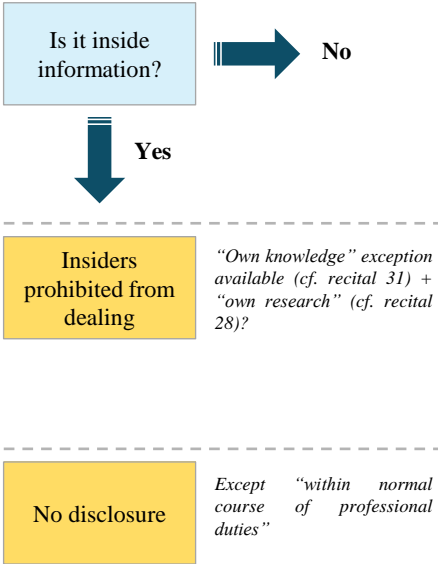 Is it inside
information?
No
Yes
Insiders
prohibited from
dealing
“Own knowledge” exception
available (cf. recital 31) +
“own research” (cf. recital
28)?
No disclosure
Except “within normal
course of professional
duties”